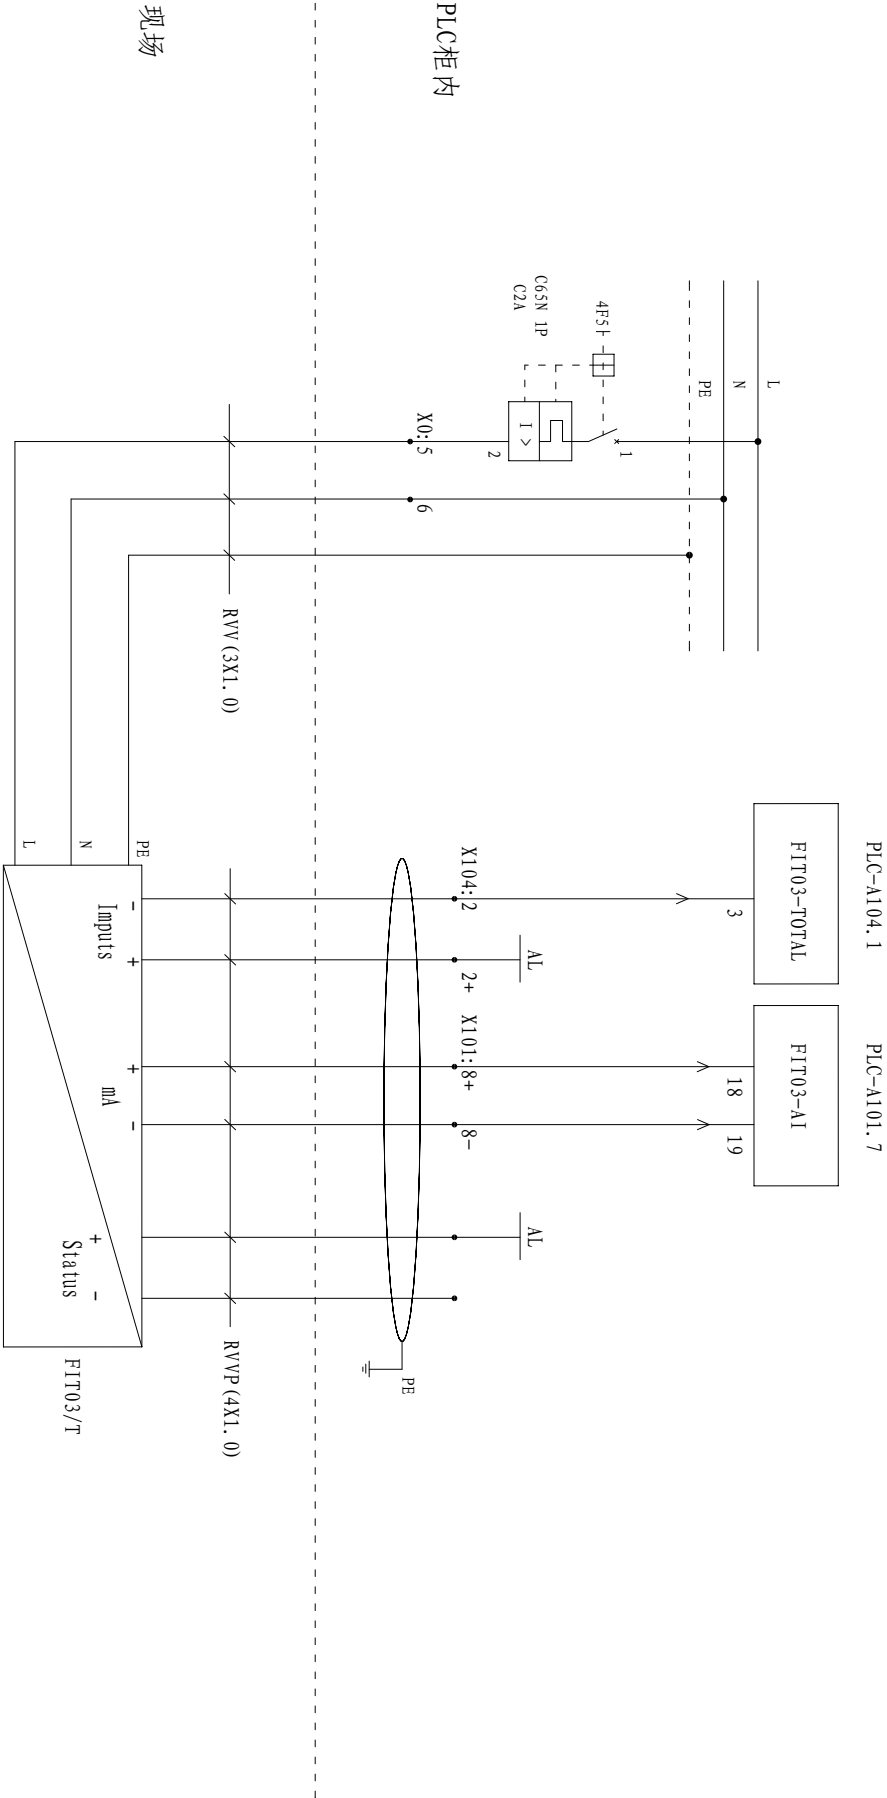 PLC-A104.1
PLC-A101.7
FIT03-TOTAL
FIT03-AI
L
N
PE
3
18
19
1
4F5
C65N 1P
C2A
I >
2
AL
AL
X104:2
2+
X101:8+
8-
PLC柜内
X0:5
6
PE
现场
RVV(3X1.0)
RVVP(4X1.0)
L
N
PE
-
+
+
-
Imputs
mA
+
-
Status
FIT03/T